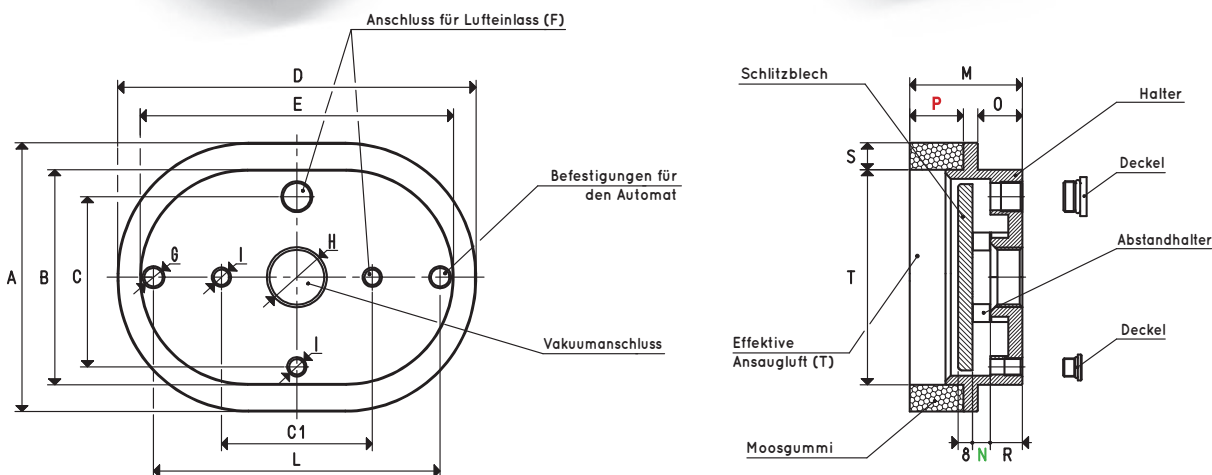 Anschluss für Lufteinlass (F)
D
E
Befestigungen für
den Automat
A
B
C
G
I
H
I
Vakuumanschluss
C1
L
Schlitzblech
M
P
O
Halter
S
Deckel
T
Abstandhalter
Effektive
Ansaugluft (T)
Deckel
Moosgummi
8 N R